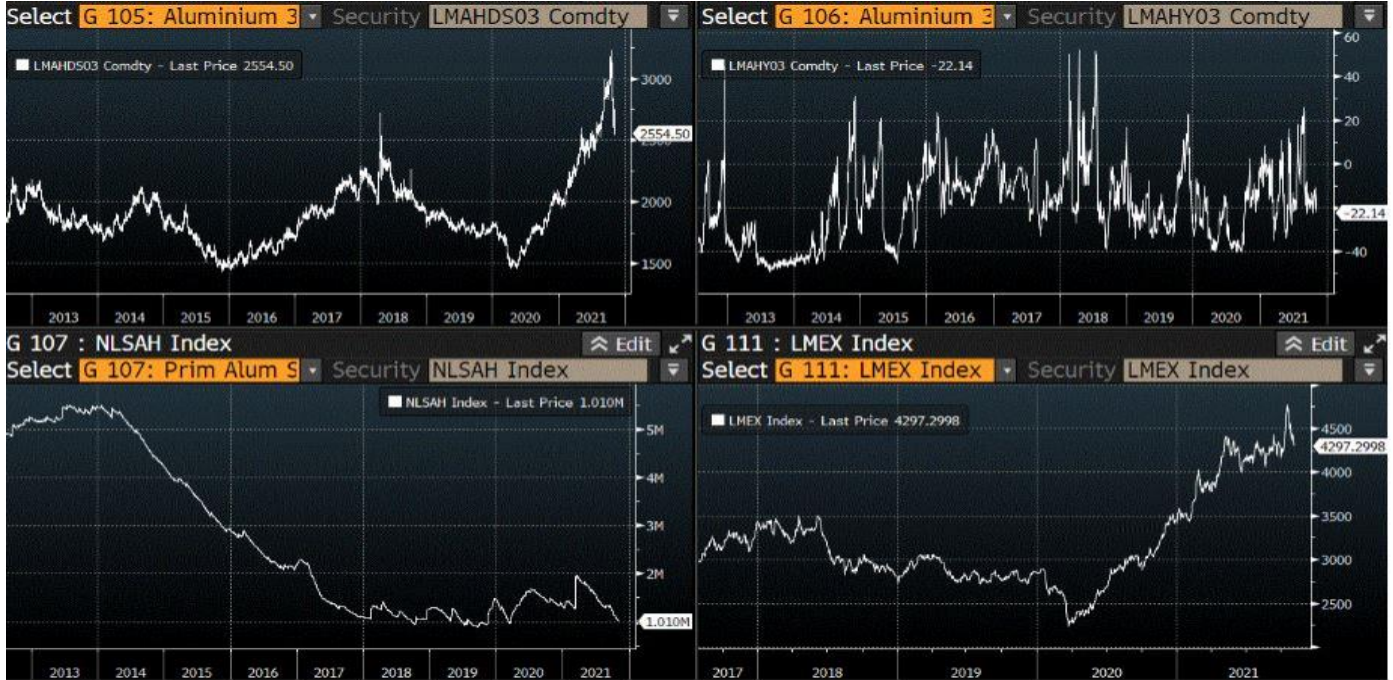 Select G 105: Aluminium 3 Security LMAHDS03 Comdty
LMAHDS03 Comdty - Last Price 2554.50
3000
2554.50
2500
2000
1500
2013 2014 2015 2016 2017 2018 2019 2020 2021
Select G 106: Aluminium 3 Security LMAHY03 Comdty
LMAHY03 Comdty - Last Price -22.14
60
40
20
0
-22.14
-40
2013 2014 2015 2016 2017 2018 2019 2020 2021
G 107 : NLSAH Index Edit
Select G 107: Prim Alum S Security NLSAH Index
NLSAH Index - Last Price 1.010M
5M
4M
3M
2M
1.010M
2013 2014 2015 2016 2017 2018 2019 2020 2021
G 111 : LMEX Index Edit
Select G 111: LMEX Index Security LMEX Index
LMEX Index - Last Price 4297.2998
4500
4297.2998
4000
3500
3000
2500
2017 2018 2019 2020 2021